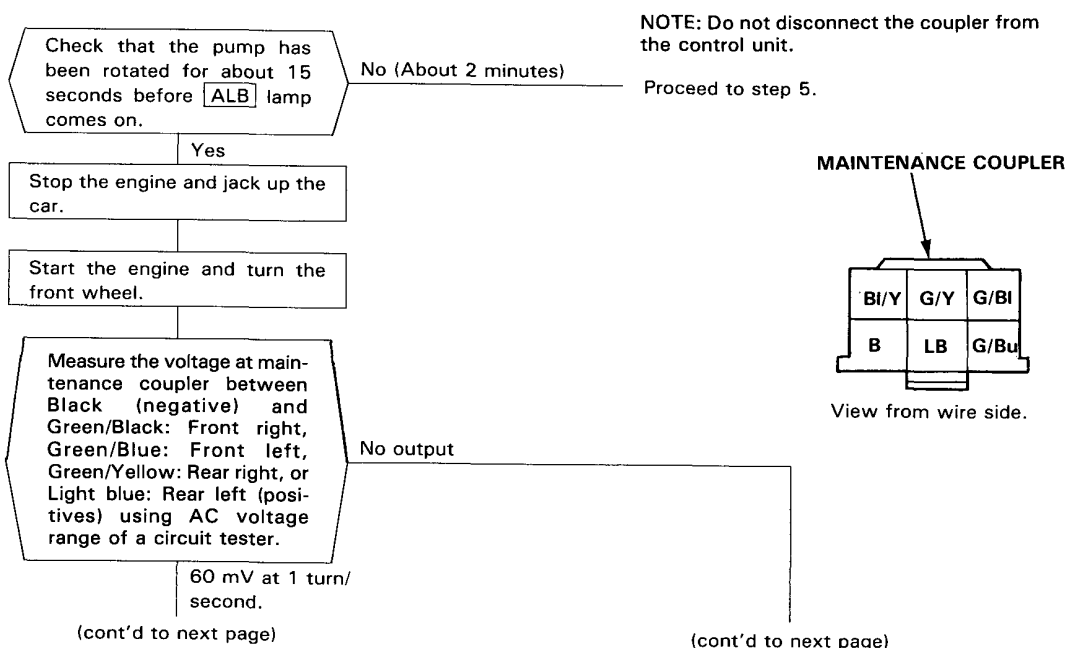 NOTE: Do not disconnect the coupler from
the control unit.
Check that the pump has
been rotated for about 15
seconds before ALB lamp
comes on.
No (About 2 minutes)
Proceed to step 5.
Yes
Stop the engine and jack up the
car.
MAINTENANCE COUPLER
Start the engine and turn the
front wheel.
Bl/Y G/Y G/Bl
B LB G/Bu
View from wire side.
Measure the voltage at main-
tenance coupler between
Black (negative) and
Green/Black: Front right,
Green/Blue: Front left,
Green/Yellow: Rear right, or
Light blue: Rear left (posi-
tives) using AC voltage
range of a circuit tester.
No output
60 mV at 1 turn/
second.
(cont'd to next page)
(cont'd to next page)